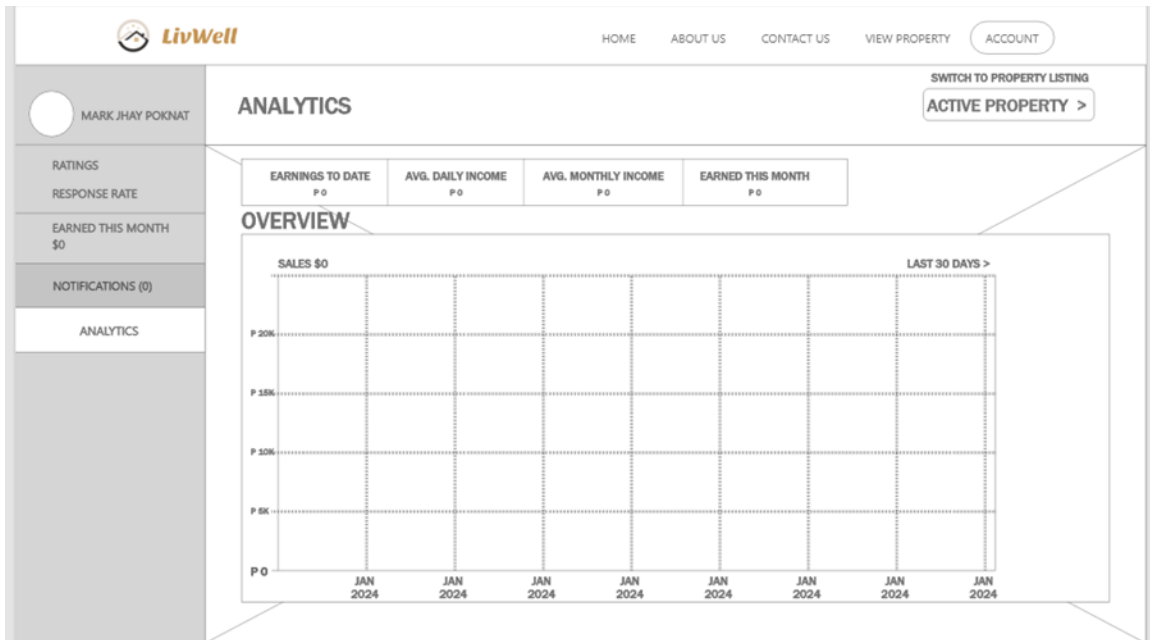 LivWell
HOME ABOUT US CONTACT US VIEW PROPERTY ACCOUNT
MARK JHAY POKNAT
RATINGS
RESPONSE RATE
EARNED THIS MONTH
$0
NOTIFICATIONS (0)
ANALYTICS
ANALYTICS
SWITCH TO PROPERTY LISTING
ACTIVE PROPERTY >
EARNINGS TO DATE AVG. DAILY INCOME AVG. MONTHLY INCOME EARNED THIS MONTH
P 0 P 0 P 0 P 0
OVERVIEW
SALES $0 LAST 30 DAYS >
P 20K
P 15K
P 10K
P 5K
P 0
JAN JAN JAN JAN JAN JAN JAN JAN
2024 2024 2024 2024 2024 2024 2024 2024